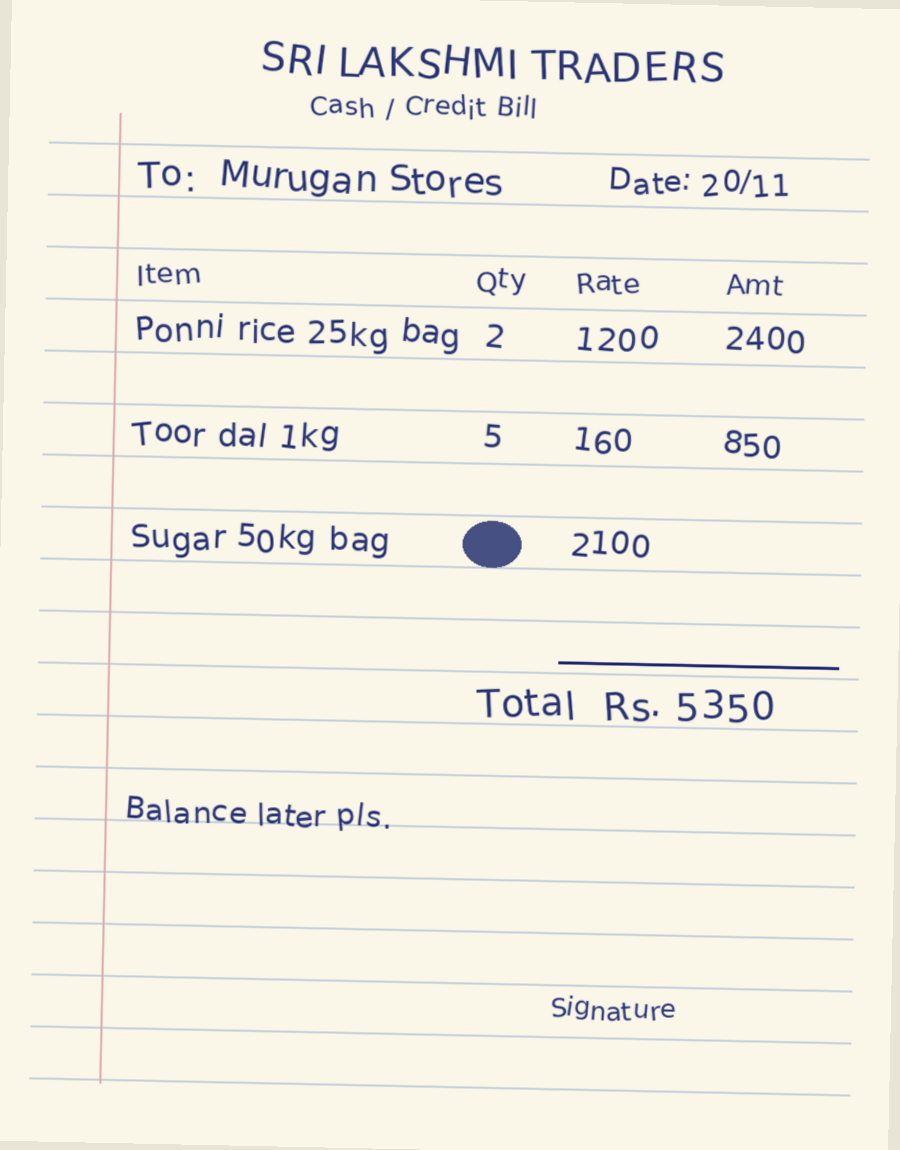 SRI LAKSHMI TRADERS
Cash / Credit Bill
To: Murugan Stores Date: 20/11
Item Qty Rate Amt
Ponni rice 25kg bag 2 1200 2400
Toor dal 1kg 5 160 850
Sugar 50kg bag 2100
Total Rs. 5350
Balance later pls.
Signature